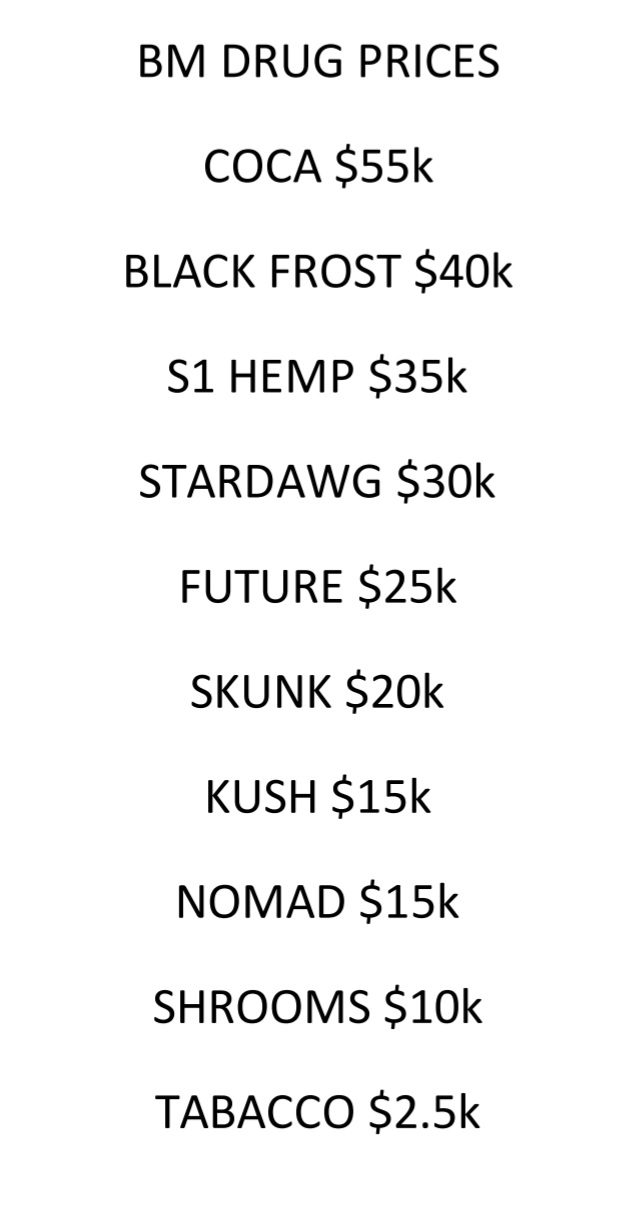 BM DRUG PRICES
COCA $55k
BLACK FROST $40k
S1 HEMP $35k
STARDAWG $30k
FUTURE $25k
SKUNK $20k
KUSH $15k
NOMAD $15k
SHROOMS $10k
TABACCO $2.5k